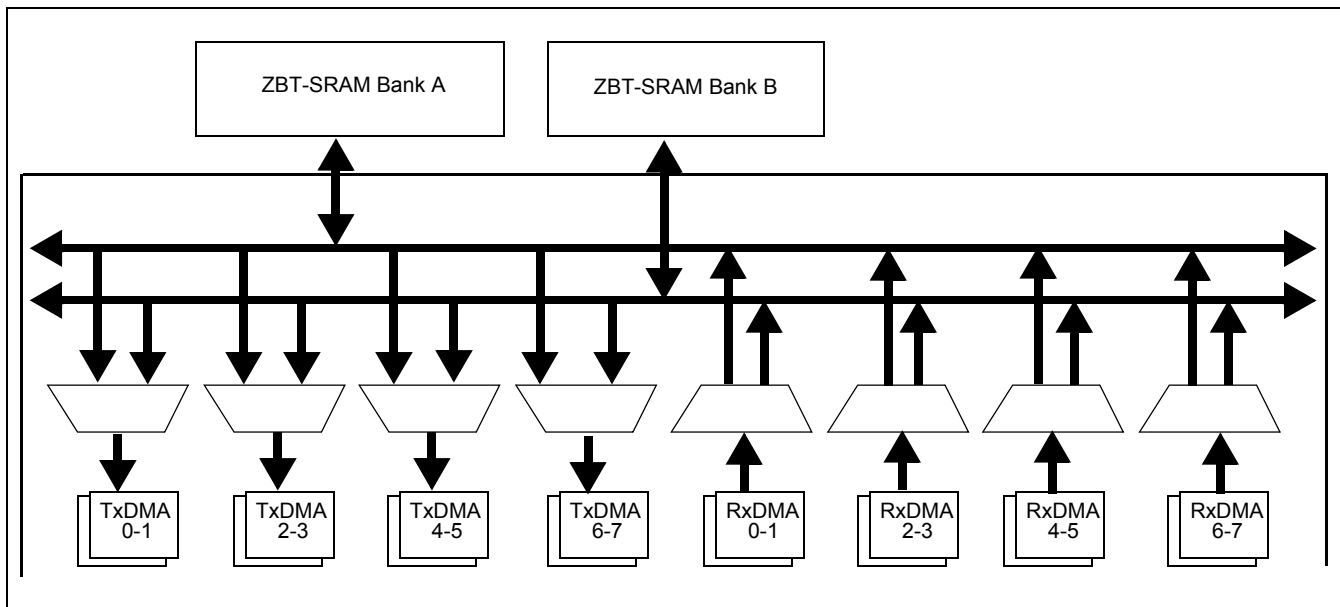 ZBT-SRAM Bank A
ZBT-SRAM Bank B
TxDMA
0-1
TxDMA
2-3
TxDMA
4-5
TxDMA
6-7
RxDMA
0-1
RxDMA
2-3
RxDMA
4-5
RxDMA
6-7